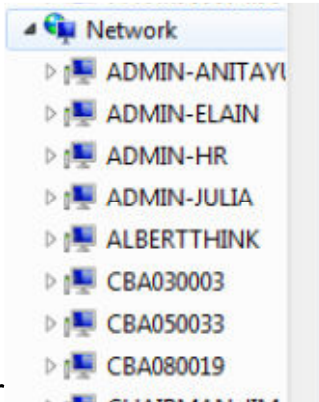 Network
ADMIN-ANITAYU
ADMIN-ELAIN
ADMIN-HR
ADMIN-JULIA
ALBERTTHINK
CBA030003
CBA050033
CBA080019